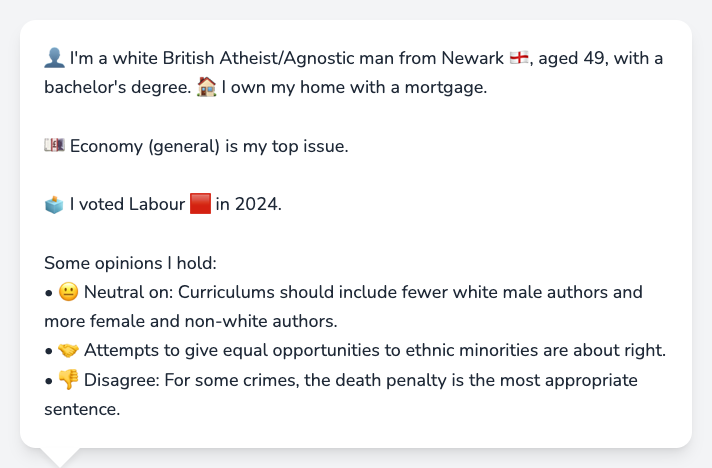 👤 I'm a white British Atheist/Agnostic man from Newark 🏴󠁧󠁢󠁥󠁮󠁧󠁿, aged 49, with a
bachelor's degree. 🏠 I own my home with a mortgage.
💷 Economy (general) is my top issue.
🗳️ I voted Labour 🟥 in 2024.
Some opinions I hold:
• 😐 Neutral on: Curriculums should include fewer white male authors and
more female and non-white authors.
• 🤝 Attempts to give equal opportunities to ethnic minorities are about right.
• 👎 Disagree: For some crimes, the death penalty is the most appropriate
sentence.